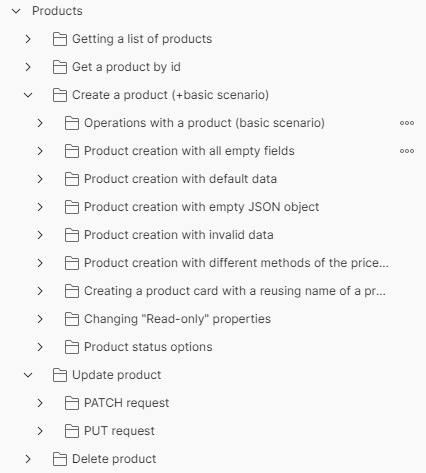 Products
Getting a list of products
Get a product by id
Create a product (+basic scenario)
Operations with a product (basic scenario)
Product creation with all empty fields
Product creation with default data
Product creation with empty JSON object
Product creation with invalid data
Product creation with different methods of the price...
Creating a product card with a reusing name of a pr...
Changing "Read-only" properties
Product status options
Update product
PATCH request
PUT request
Delete product